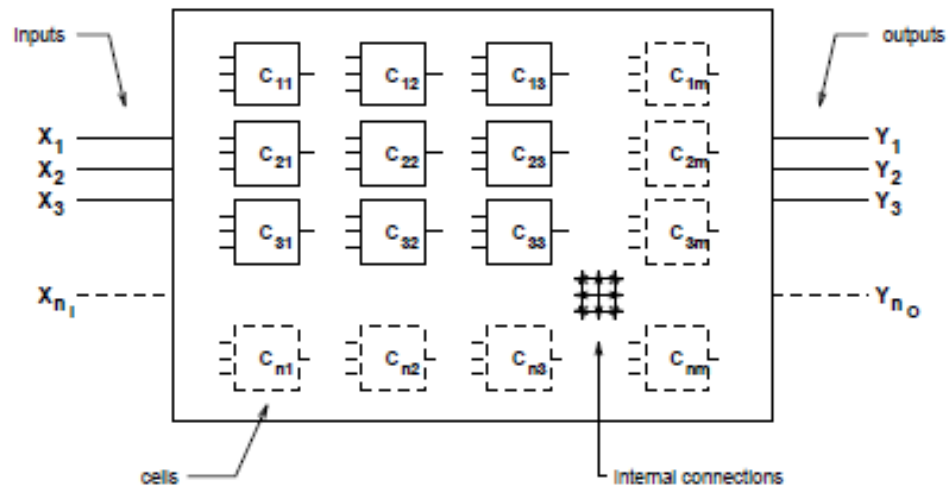 inputs
outputs
C11 C12 C13 C1m
X1 Y1
C21 C22 C23 C2m
X2 Y2
X3 Y3
C31 C32 C33 C3m
XnI YnO
Cn1 Cn2 Cn3 Cnm
cells
internal connections